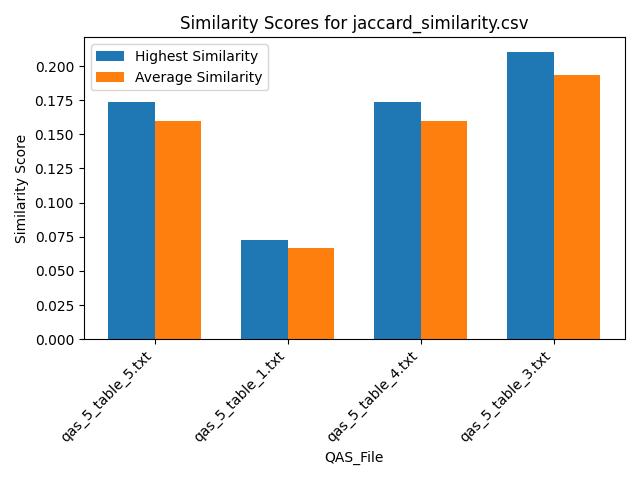 Similarity Scores for jaccard_similarity.csv
Highest Similarity
Average Similarity
Similarity Score
0.200
0.175
0.150
0.125
0.100
0.075
0.050
0.025
0.000
qas_5_table_5.txt
qas_5_table_1.txt
qas_5_table_4.txt
qas_5_table_3.txt
QAS_File